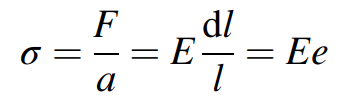 σ = F/a = E dl/l = Ee